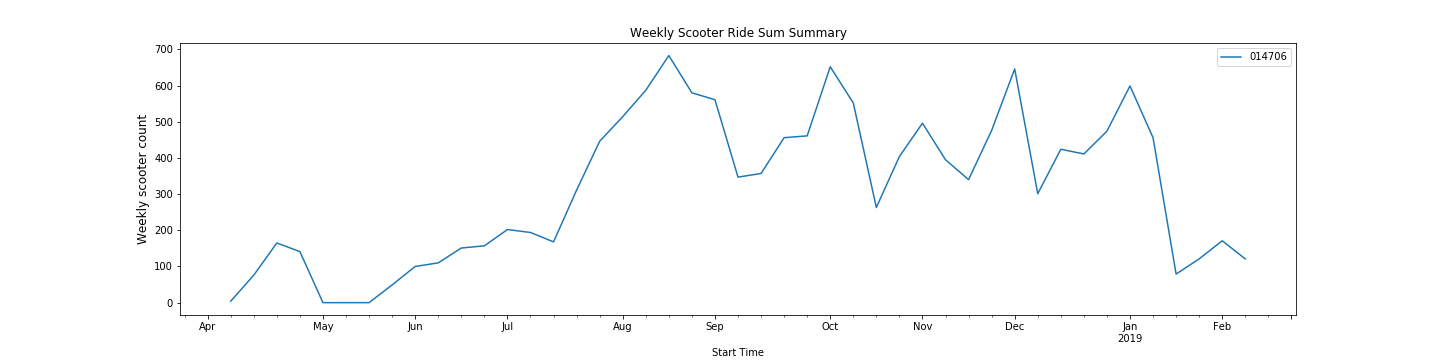 Weekly Scooter Ride Sum Summary
014706
Weekly scooter count
700
600
500
400
300
200
100
0
Apr May Jun Jul Aug Sep Oct Nov Dec Jan Feb
2019
Start Time